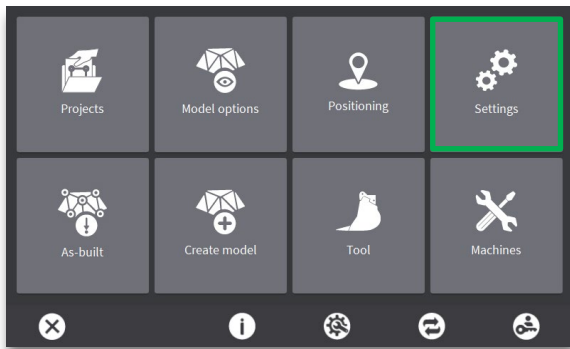 Projects
Model options
Positioning
Settings
As-built
Create model
Tool
Machines